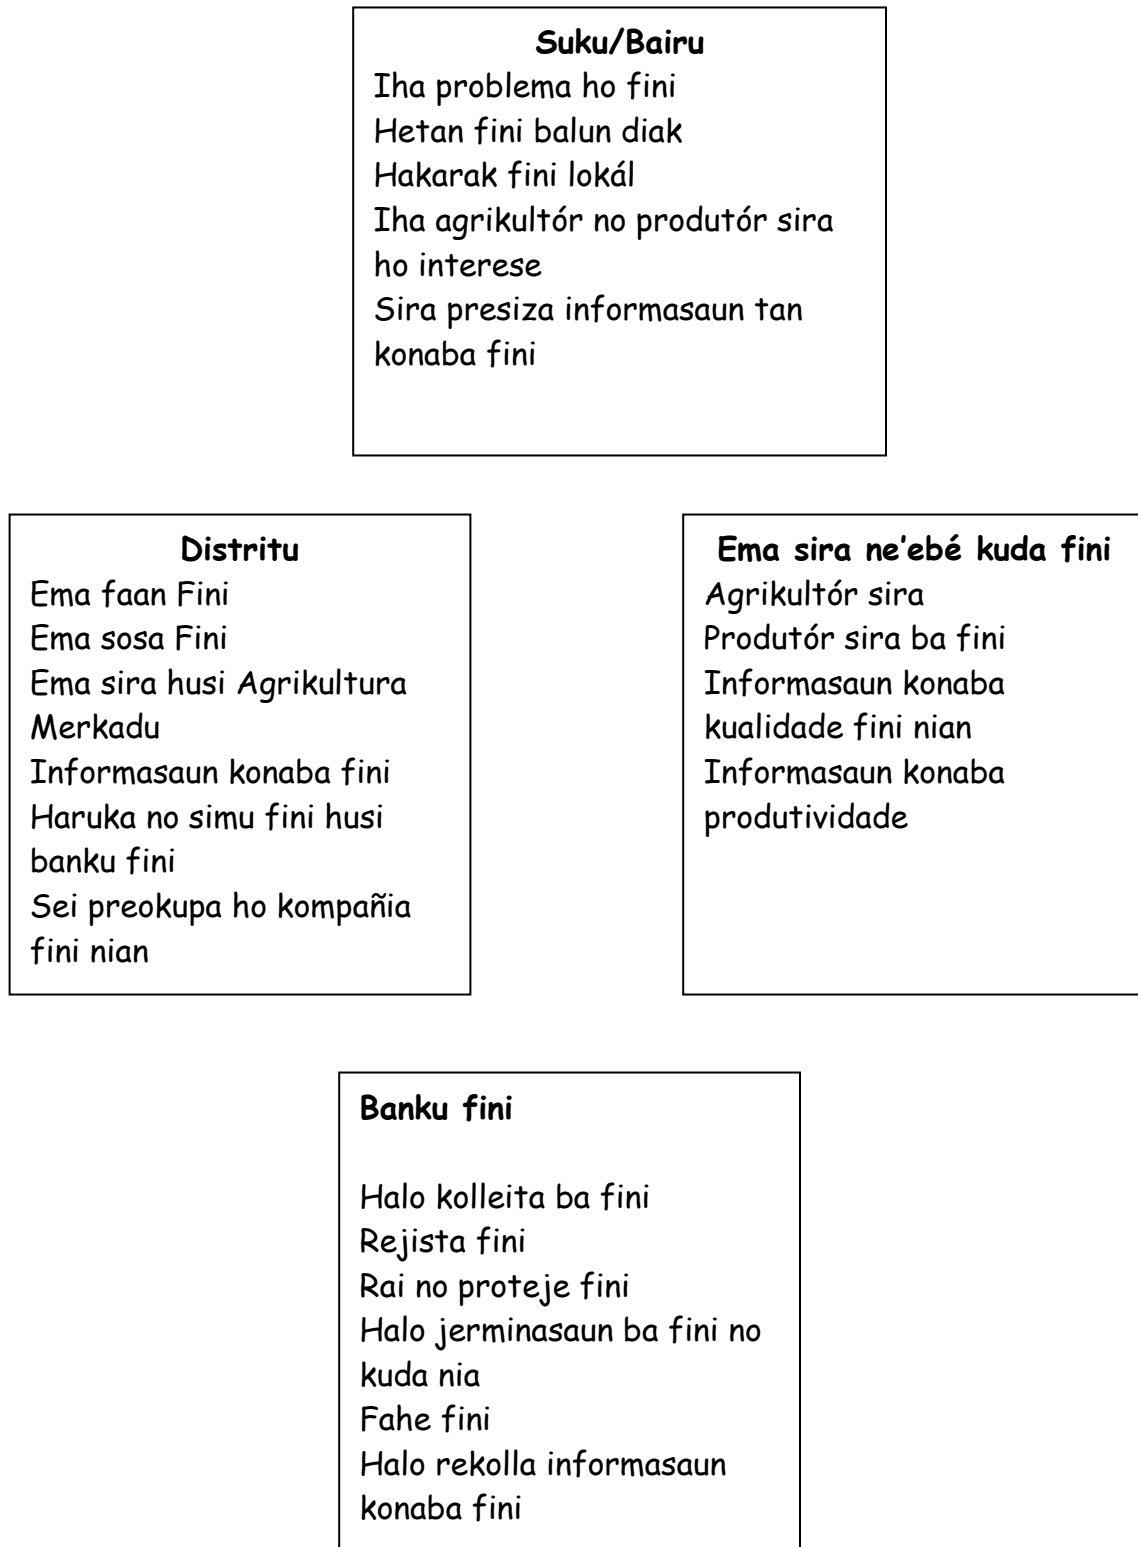 Suku/Bairu
Iha problema ho fini
Hetan fini balun diak
Hakarak fini lokál
Iha agrikultór no produtór sira
ho interese
Sira presiza informasaun tan
konaba fini
Distritu
Ema faan Fini
Ema sosa Fini
Ema sira husi Agrikultura
Merkadu
Informasaun konaba fini
Haruka no simu fini husi
banku fini
Sei preokupa ho kompañia
fini nian
Ema sira ne'ebé kuda fini
Agrikultór sira
Produtór sira ba fini
Informasaun konaba
kualidade fini nian
Informasaun konaba
produtividade
Banku fini
Halo kolleita ba fini
Rejista fini
Rai no proteje fini
Halo jerminasaun ba fini no
kuda nia
Fahe fini
Halo rekolla informasaun
konaba fini